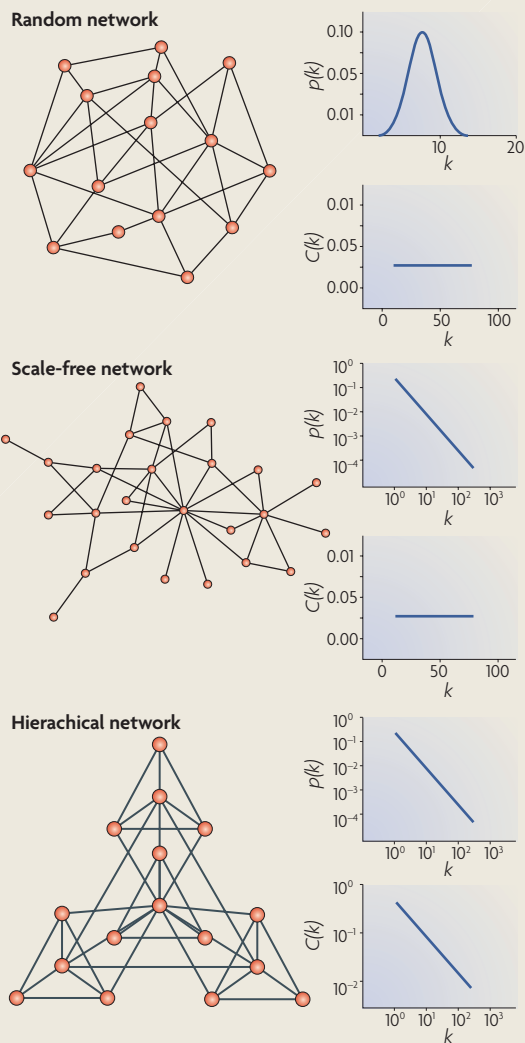 Random network
0.10
0.05
0.01
p(k)
10
20
k
0.01
0.05
0.00
C(k)
0
50
100
k
Scale-free network
10⁰
10⁻¹
10⁻²
10⁻³
10⁻⁴
p(k)
10⁰ 10¹ 10² 10³
k
0.01
0.05
0.00
C(k)
0
50
100
k
Hierachical network
10⁰
10⁻¹
10⁻²
10⁻³
10⁻⁴
p(k)
10⁰ 10¹ 10² 10³
k
10⁰
10⁻¹
10⁻²
C(k)
10⁰ 10¹ 10² 10³
k